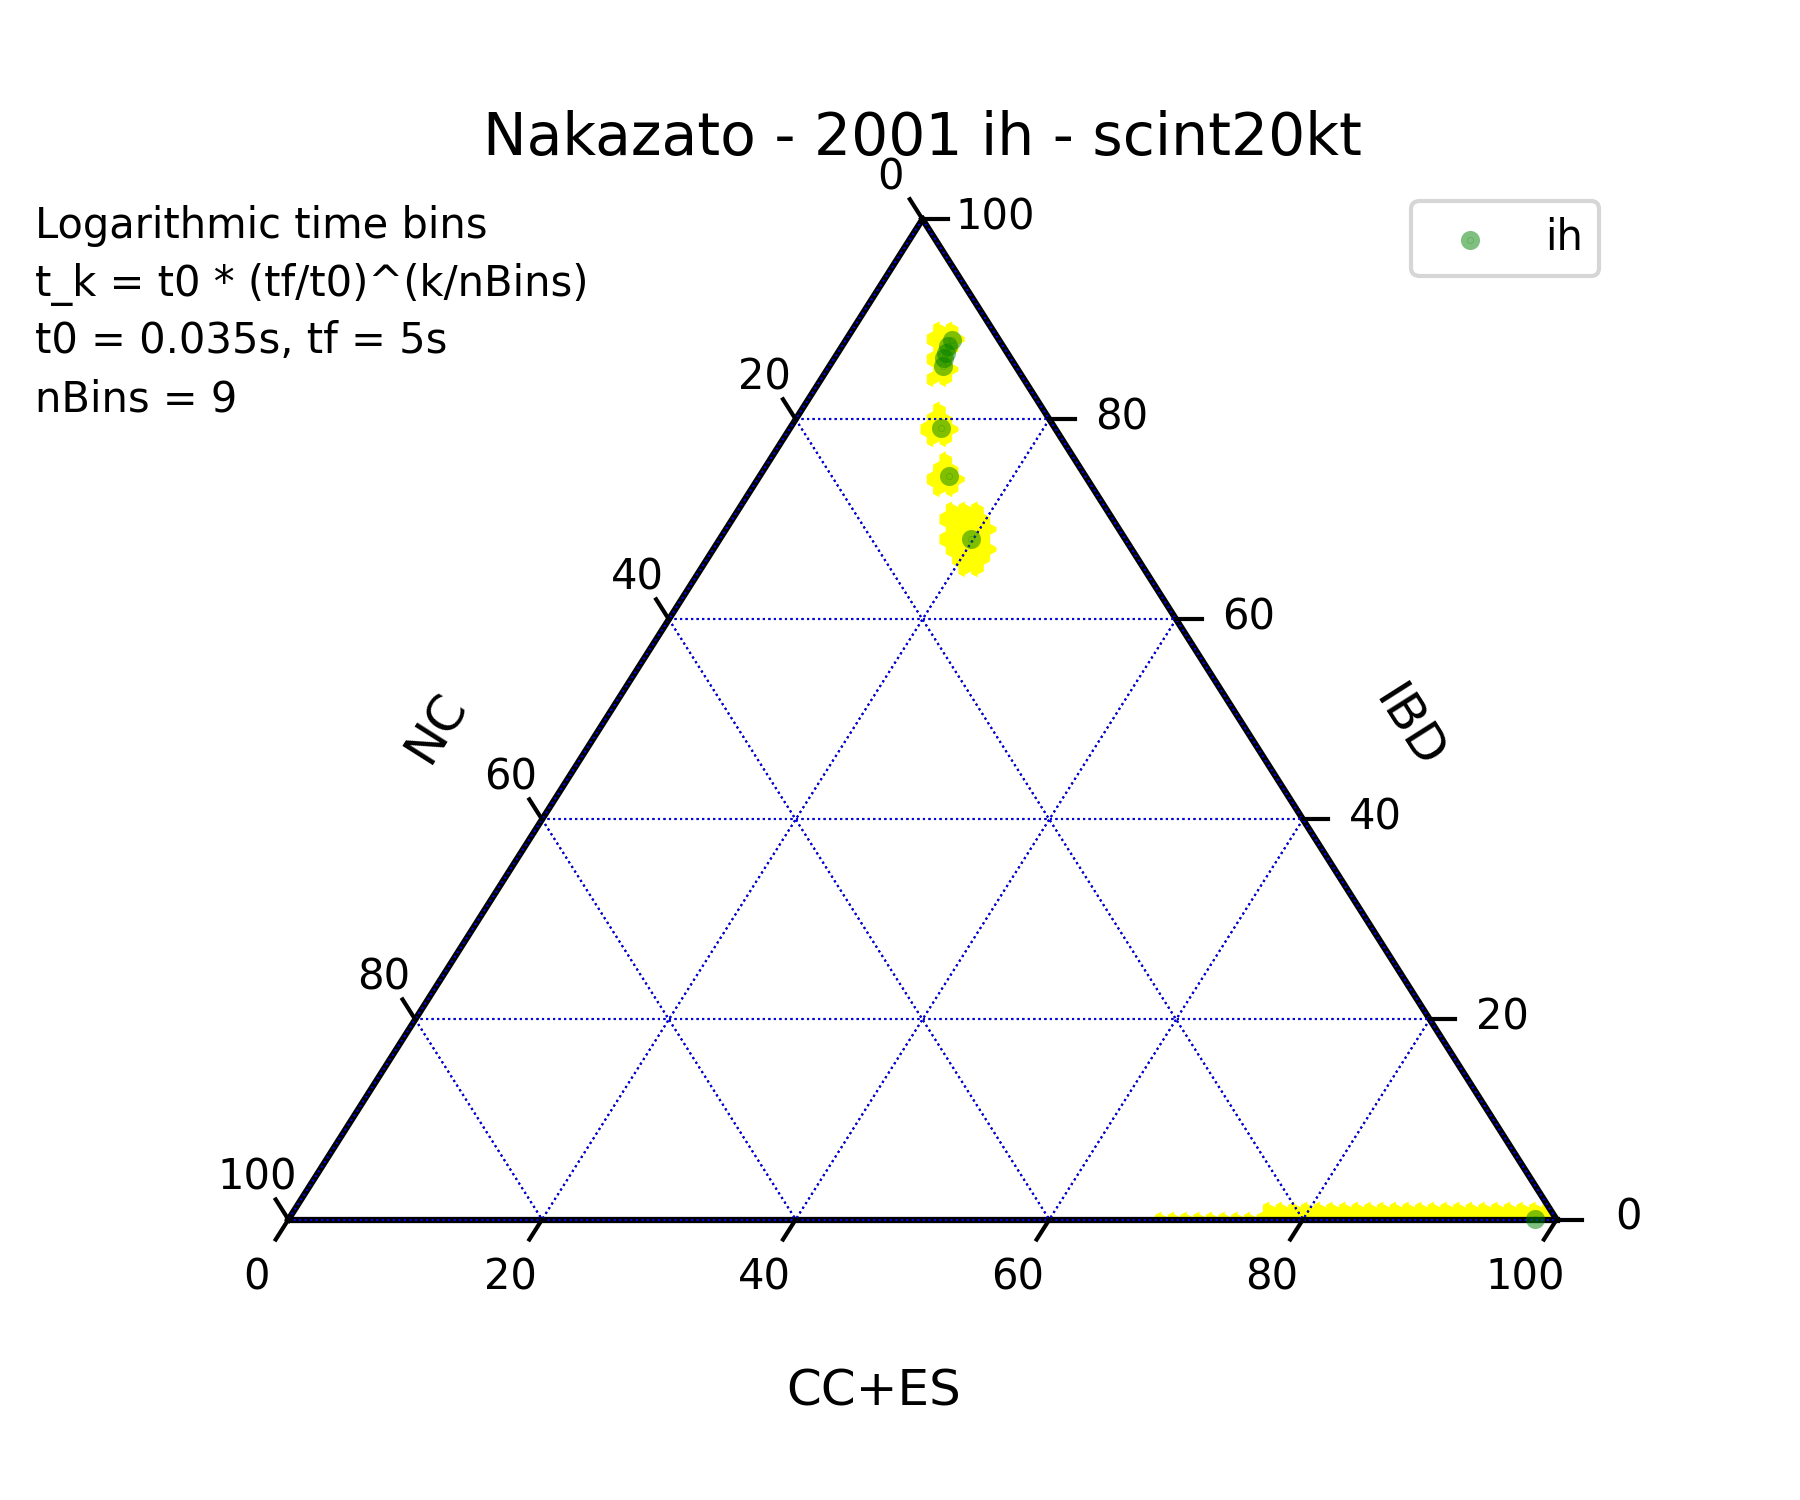 Nakazato - 2001 ih - scint20kt
Logarithmic time bins
t_k = t0 * (tf/t0)^(k/nBins)
t0 = 0.035s, tf = 5s
nBins = 9
ih
0
100
20
80
40
60
NC
IBD
60
40
80
20
100
0
0
20
40
60
80
100
CC+ES